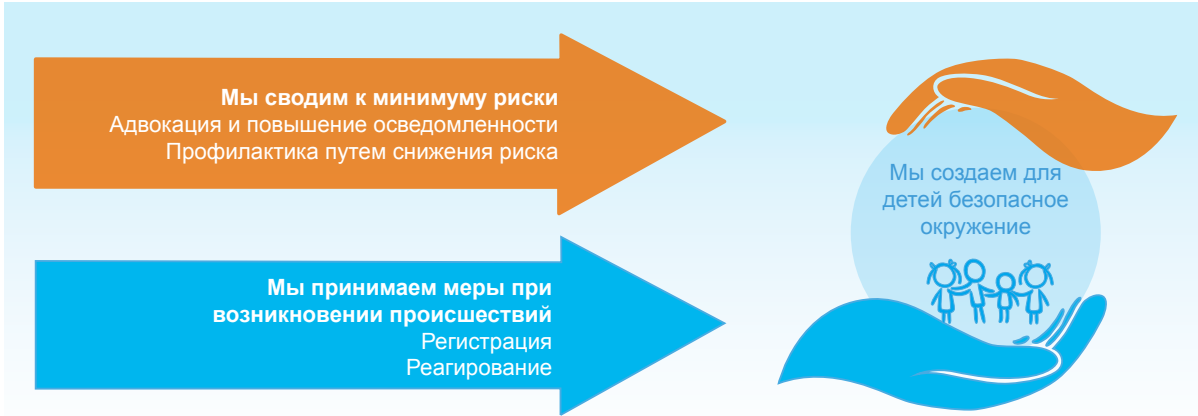 Мы сводим к минимуму риски
Адвокация и повышение осведомленности
Профилактика путем снижения риска
Мы принимаем меры при
возникновении происшествий
Регистрация
Реагирование
Мы создаем для
детей безопасное
окружение